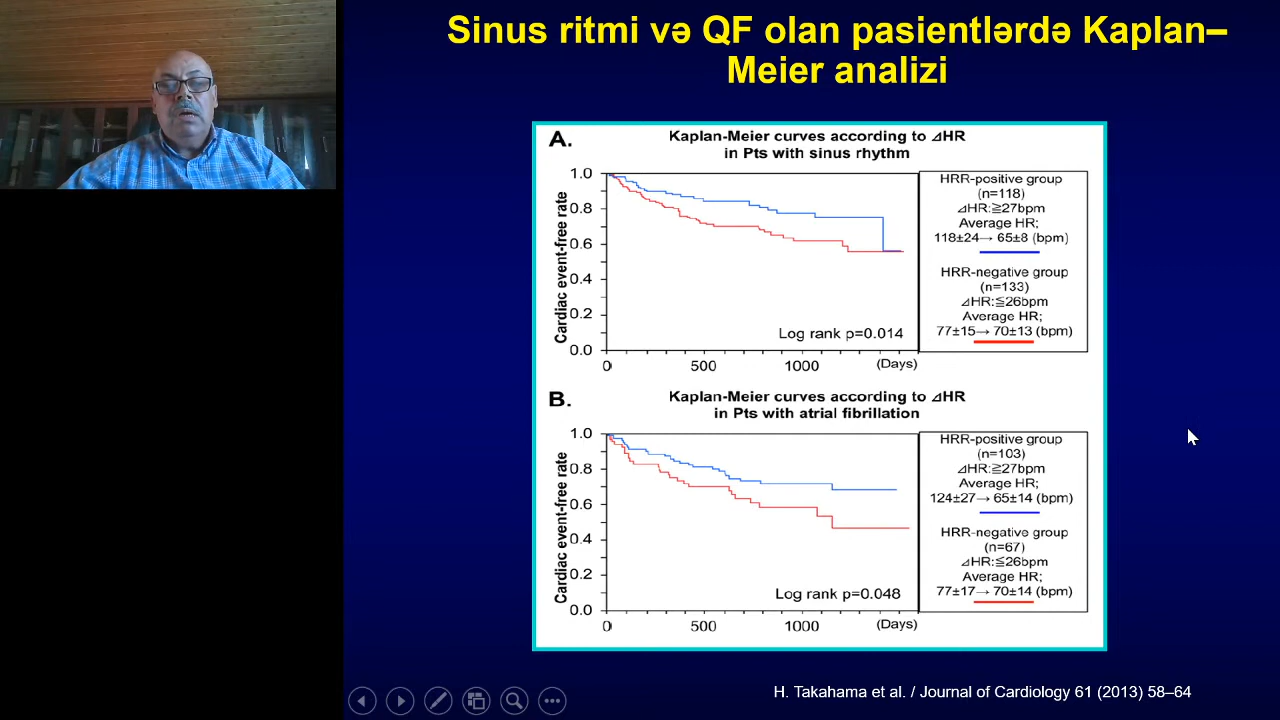 Sinus ritmi və QF olan pasientlərdə Kaplan–
Meier analizi
A.
Kaplan-Meier curves according to ⊿HR
in Pts with sinus rhythm
Cardiac event-free rate
1.0
0.8
0.6
0.4
0.2
0.0
0
500
1000
(Days)
Log rank p=0.014
HRR-positive group
(n=118)
⊿HR:≧27bpm
Average HR;
118±24→ 65±8 (bpm)
HRR-negative group
(n=133)
⊿HR:≦26bpm
Average HR;
77±15→ 70±13 (bpm)
B.
Kaplan-Meier curves according to ⊿HR
in Pts with atrial fibrillation
Cardiac event-free rate
1.0
0.8
0.6
0.4
0.2
0.0
0
500
1000
(Days)
Log rank p=0.048
HRR-positive group
(n=103)
⊿HR:≧27bpm
Average HR;
124±27→ 65±14 (bpm)
HRR-negative group
(n=67)
⊿HR:≦26bpm
Average HR;
77±17→ 70±14 (bpm)
H. Takahama et al. / Journal of Cardiology 61 (2013) 58–64